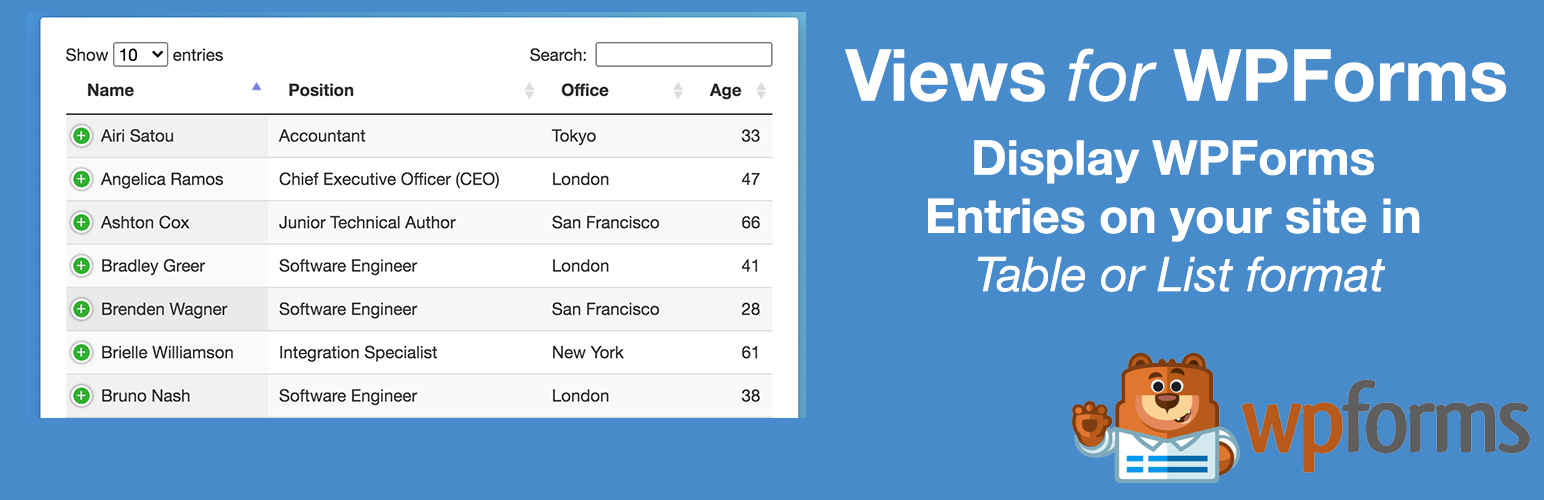 Show 10 entries Search:
Name Position Office Age
Airi Satou Accountant Tokyo 33
Angelica Ramos Chief Executive Officer (CEO) London 47
Ashton Cox Junior Technical Author San Francisco 66
Bradley Greer Software Engineer London 41
Brenden Wagner Software Engineer San Francisco 28
Brielle Williamson Integration Specialist New York 61
Bruno Nash Software Engineer London 38
Views for WPForms
Display WPForms
Entries on your site in
Table or List format
wpforms